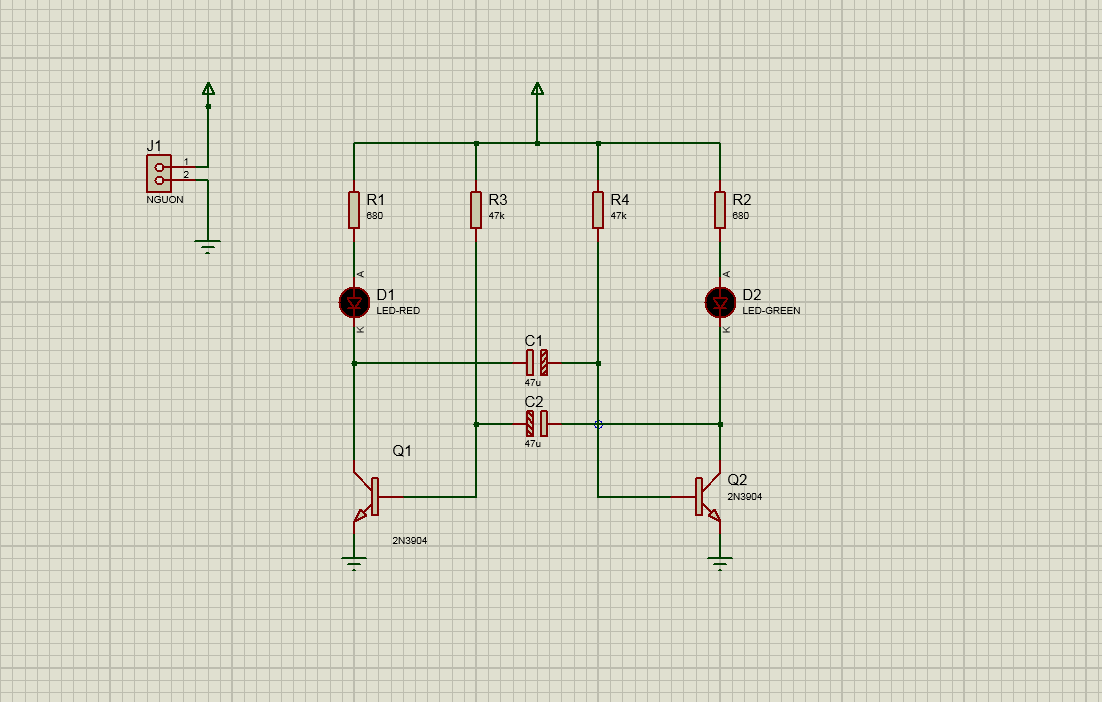 J1
1
2
NGUON
R1
680
R3
47k
R4
47k
R2
680
A
D1
LED-RED
K
A
D2
LED-GREEN
K
C1
47u
C2
47u
Q1
2N3904
Q2
2N3904